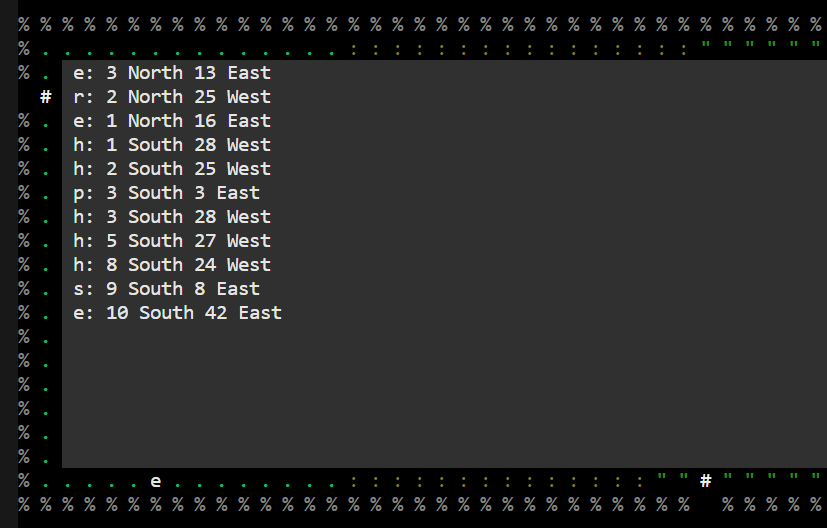 % % % % % % % % % % % % % % % % % % % % % % % % % % % % % % % % % % % % %
% . . . . . . . . . . . . . . : : : : : : : : : : : : : : : : " " " " " "
% . e: 3 North 13 East
  # r: 2 North 25 West
% . e: 1 North 16 East
% . h: 1 South 28 West
% . h: 2 South 25 West
% . p: 3 South 3 East
% . h: 3 South 28 West
% . h: 5 South 27 West
% . h: 8 South 24 West
% . s: 9 South 8 East
% . e: 10 South 42 East
% .
% .
% .
% .
% .
% .
% . . . . . e . . . . . . . . : : : : : : : : : : : : : : " " # " " " " "
% % % % % % % % % % % % % % % % % % % % % % % % % % % % % % %   % % % % %